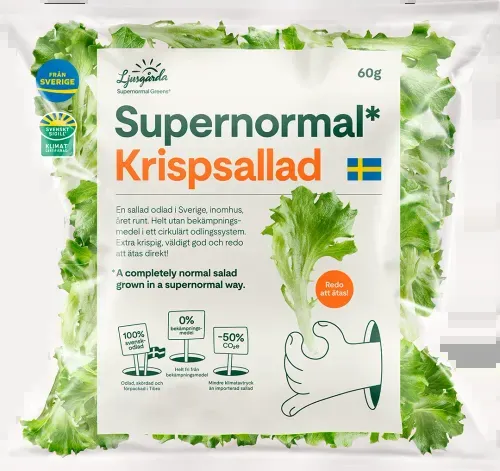 Ljusgårda
Supernormal Greens®
60g
FRÅN
SVERIGE
SVENSKT
SIGILL
KLIMAT
CERTIFIERAD
Supernormal*
Krispsallad
En sallad odlad i Sverige, inomhus,
året runt. Helt utan bekämpnings-
medel i ett cirkulärt odlingssystem.
Extra krispig, väldigt god och redo
att ätas direkt!
*A completely normal salad
grown in a supernormal way.
Redo
att ätas!
100%
svensk-
odlad
Odlad, skördad och
förpackad i Tibro
0%
bekämpnings-
medel
Helt fri från
bekämpningsmedel
-50%
CO₂e
Mindre klimatavtryck
än importerad sallad